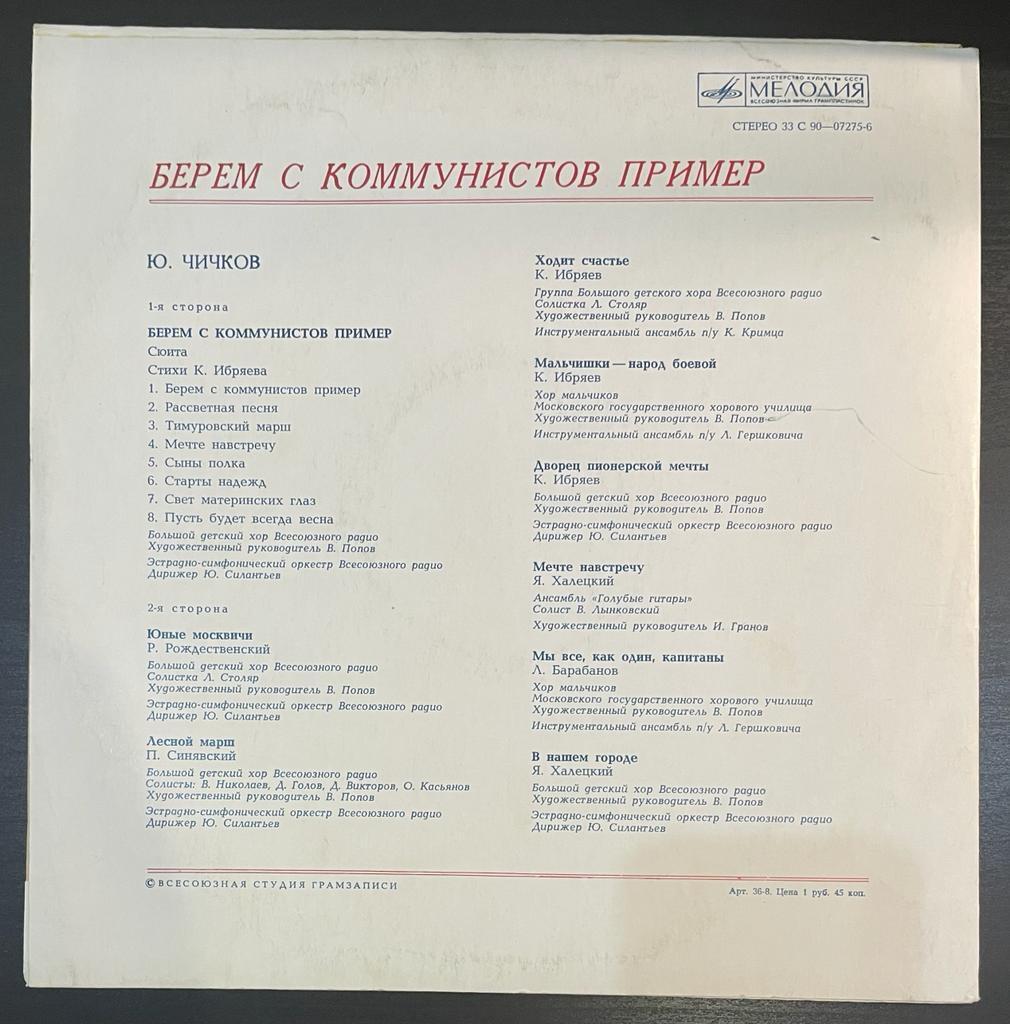 МИНИСТЕРСТВО КУЛЬТУРЫ СССР
МЕЛОДИЯ
ВСЕСОЮЗНАЯ ФИРМА ГРАМПЛАСТИНОК
СТЕРЕО 33 С 90—07275-6
БЕРЕМ С КОММУНИСТОВ ПРИМЕР
Ю. ЧИЧКОВ
1-я сторона
БЕРЕМ С КОММУНИСТОВ ПРИМЕР
Сюита
Стихи К. Ибряева
1. Берем с коммунистов пример
2. Рассветная песня
3. Тимуровский марш
4. Мечте навстречу
5. Сыны полка
6. Старты надежд
7. Свет материнских глаз
8. Пусть будет всегда весна
Большой детский хор Всесоюзного радио
Художественный руководитель В. Попов
Эстрадно-симфонический оркестр Всесоюзного радио
Дирижер Ю. Силантьев
2-я сторона
Юные москвичи
Р. Рождественский
Большой детский хор Всесоюзного радио
Солистка Л. Столяр
Художественный руководитель В. Попов
Эстрадно-симфонический оркестр Всесоюзного радио
Дирижер Ю. Силантьев
Лесной марш
П. Синявский
Большой детский хор Всесоюзного радио
Солисты: В. Николаев, Д. Голов, Д. Викторов, О. Касьянов
Художественный руководитель В. Попов
Эстрадно-симфонический оркестр Всесоюзного радио
Дирижер Ю. Силантьев
Ходит счастье
К. Ибряев
Группа Большого детского хора Всесоюзного радио
Солистка Л. Столяр
Художественный руководитель В. Попов
Инструментальный ансамбль п/у К. Кримца
Мальчишки — народ боевой
К. Ибряев
Хор мальчиков
Московского государственного хорового училища
Художественный руководитель В. Попов
Инструментальный ансамбль п/у Л. Гершковича
Дворец пионерской мечты
К. Ибряев
Большой детский хор Всесоюзного радио
Художественный руководитель В. Попов
Эстрадно-симфонический оркестр Всесоюзного радио
Дирижер Ю. Силантьев
Мечте навстречу
Я. Халецкий
Ансамбль «Голубые гитары»
Солист В. Лынковский
Художественный руководитель И. Гранов
Мы все, как один, капитаны
Л. Барабанов
Хор мальчиков
Московского государственного хорового училища
Художественный руководитель В. Попов
Инструментальный ансамбль п/у Л. Гершковича
В нашем городе
Я. Халецкий
Большой детский хор Всесоюзного радио
Художественный руководитель В. Попов
Эстрадно-симфонический оркестр Всесоюзного радио
Дирижер Ю. Силантьев
© ВСЕСОЮЗНАЯ СТУДИЯ ГРАМЗАПИСИ
Арт. 36-8. Цена 1 руб. 45 коп.